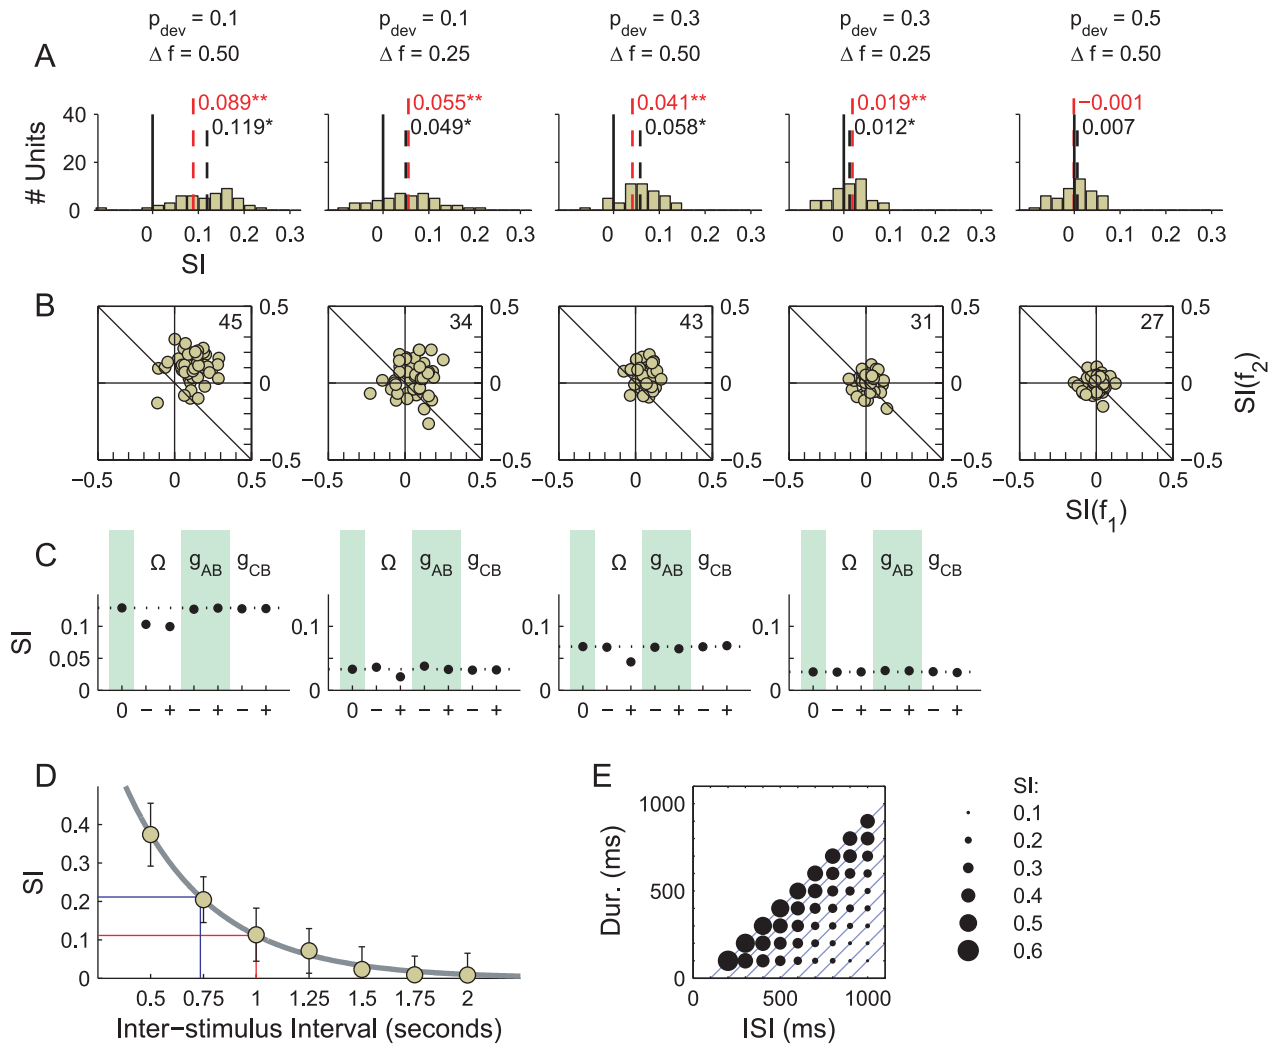 p_dev = 0.1 p_dev = 0.1 p_dev = 0.3 p_dev = 0.3 p_dev = 0.5
Δ f = 0.50 Δ f = 0.25 Δ f = 0.50 Δ f = 0.25 Δ f = 0.50
A
0.089** 0.055** 0.041** 0.019** −0.001
0.119* 0.049* 0.058* 0.012* 0.007
# Units
40
20
0
0 0.1 0.2 0.3 0 0.1 0.2 0.3 0 0.1 0.2 0.3 0 0.1 0.2 0.3 0 0.1 0.2 0.3
SI
B
45 34 43 31 27
0.5 0.5 0.5 0.5 0.5
0 0 0 0 0
−0.5 −0.5 −0.5 −0.5 −0.5
SI(f_2)
−0.5 0 0.5 −0.5 0 0.5 −0.5 0 0.5 −0.5 0 0.5 −0.5 0 0.5
SI(f_1)
C
Ω g_AB g_CB Ω g_AB g_CB Ω g_AB g_CB Ω g_AB g_CB
SI
0.1 0.1 0.1 0.1
0.05
0 0 0 0
0 − + − + − + 0 − + − + − + 0 − + − + − + 0 − + − + − +
D
SI
0.4
0.3
0.2
0.1
0
0.5 0.75 1 1.25 1.5 1.75 2
Inter−stimulus Interval (seconds)
E
Dur. (ms)
1000
500
0
0 500 1000
ISI (ms)
SI:
0.1
0.2
0.3
0.4
0.5
0.6